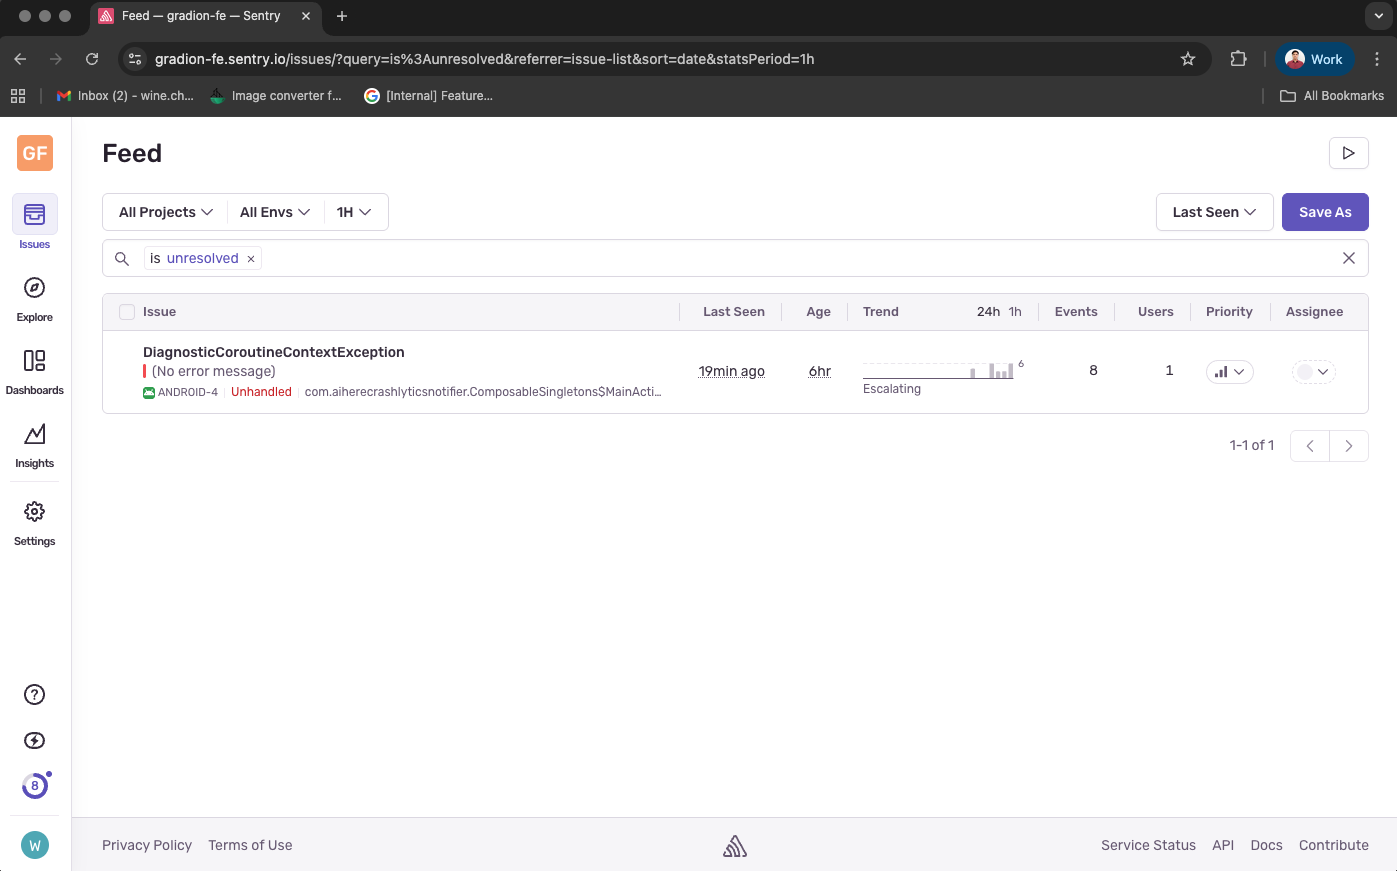 Feed — gradion-fe — Sentry
gradion-fe.sentry.io/issues/?query=is%3Aunresolved&referrer=issue-list&sort=date&statsPeriod=1h
Work
Inbox (2) - wine.ch...
Image converter f...
[Internal] Feature...
All Bookmarks
GF
Issues
Explore
Dashboards
Insights
Settings
8
W
Feed
All Projects
All Envs
1H
Last Seen
Save As
is unresolved
Issue
Last Seen
Age
Trend
24h
1h
Events
Users
Priority
Assignee
DiagnosticCoroutineContextException
(No error message)
ANDROID-4
Unhandled
com.aiherecrashlyticsnotifier.ComposableSingletons$MainActi...
19min ago
6hr
6
Escalating
8
1
1-1 of 1
Privacy Policy
Terms of Use
Service Status
API
Docs
Contribute